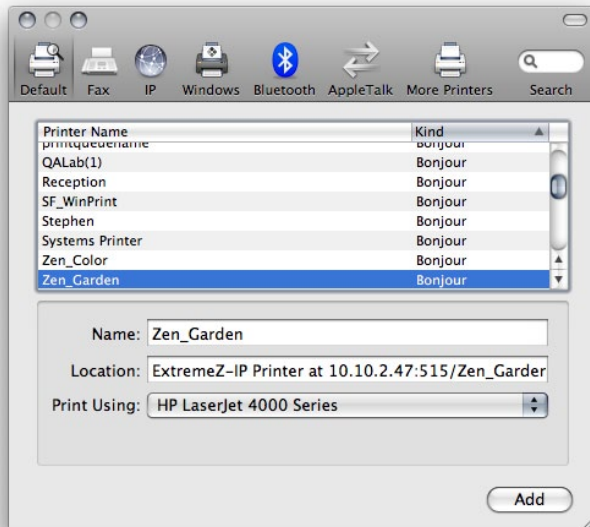 Default Fax IP Windows Bluetooth AppleTalk More Printers Search
Printer Name Kind
printqueuename Bonjour
QALab(1) Bonjour
Reception Bonjour
SF_WinPrint Bonjour
Stephen Bonjour
Systems Printer Bonjour
Zen_Color Bonjour
Zen_Garden Bonjour
Name: Zen_Garden
Location: ExtremeZ-IP Printer at 10.10.2.47:515/Zen_Garder
Print Using: HP LaserJet 4000 Series
Add